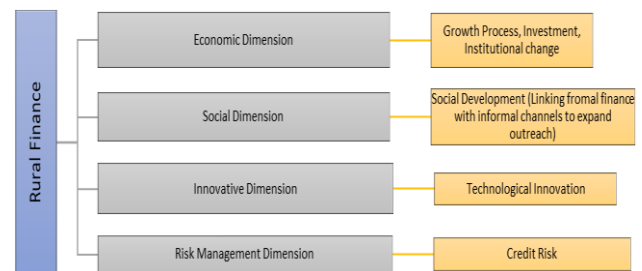 Rural Finance
Economic Dimension
Growth Process, Investment,
Institutional change
Social Dimension
Social Development (Linking fromal finance
with informal channels to expand
outreach)
Innovative Dimension
Technological Innovation
Risk Management Dimension
Credit Risk